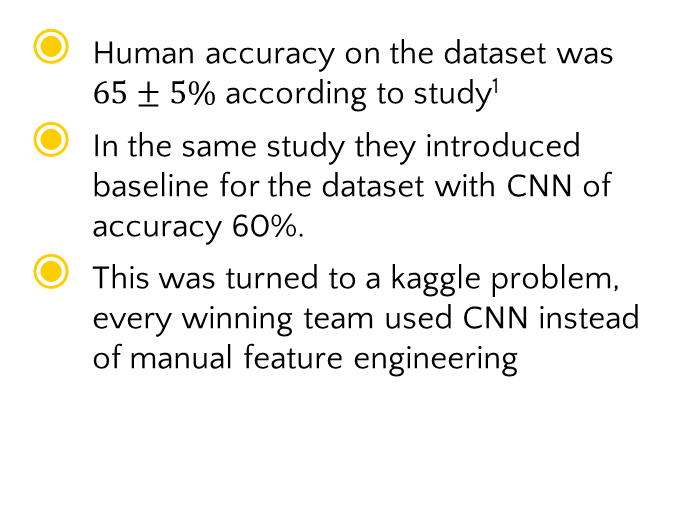 Human accuracy on the dataset was
65 ± 5% according to study¹
In the same study they introduced
baseline for the dataset with CNN of
accuracy 60%.
This was turned to a kaggle problem,
every winning team used CNN instead
of manual feature engineering